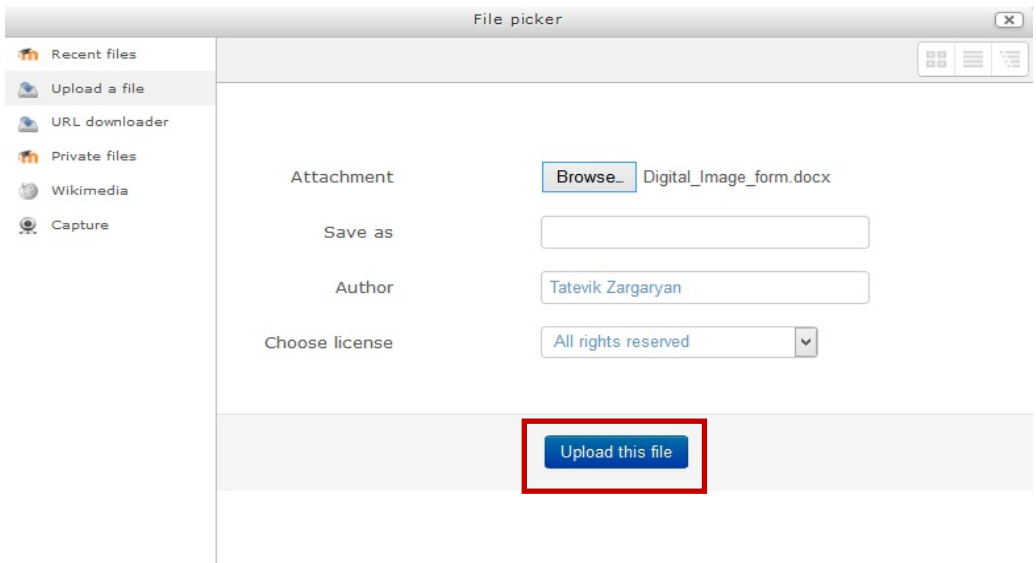 File picker
Recent files
Upload a file
URL downloader
Private files
Wikimedia
Capture
Attachment Browse_ Digital_Image_form.docx
Save as
Author Tatevik Zargaryan
Choose license All rights reserved
Upload this file